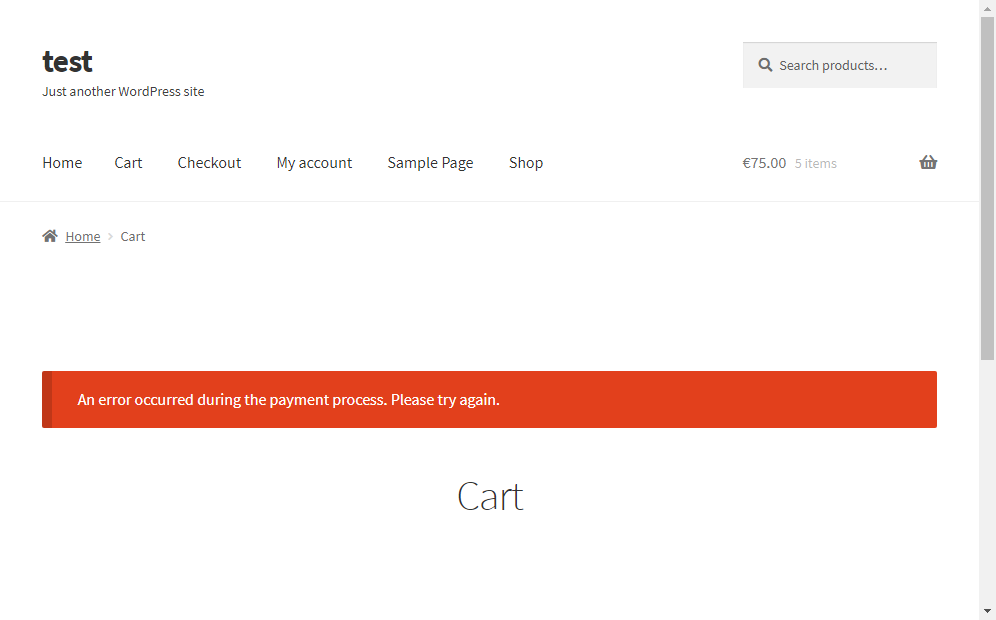 test
Just another WordPress site
Search products…
Home Cart Checkout My account Sample Page Shop
€75.00 5 items
Home Cart
An error occurred during the payment process. Please try again.
Cart